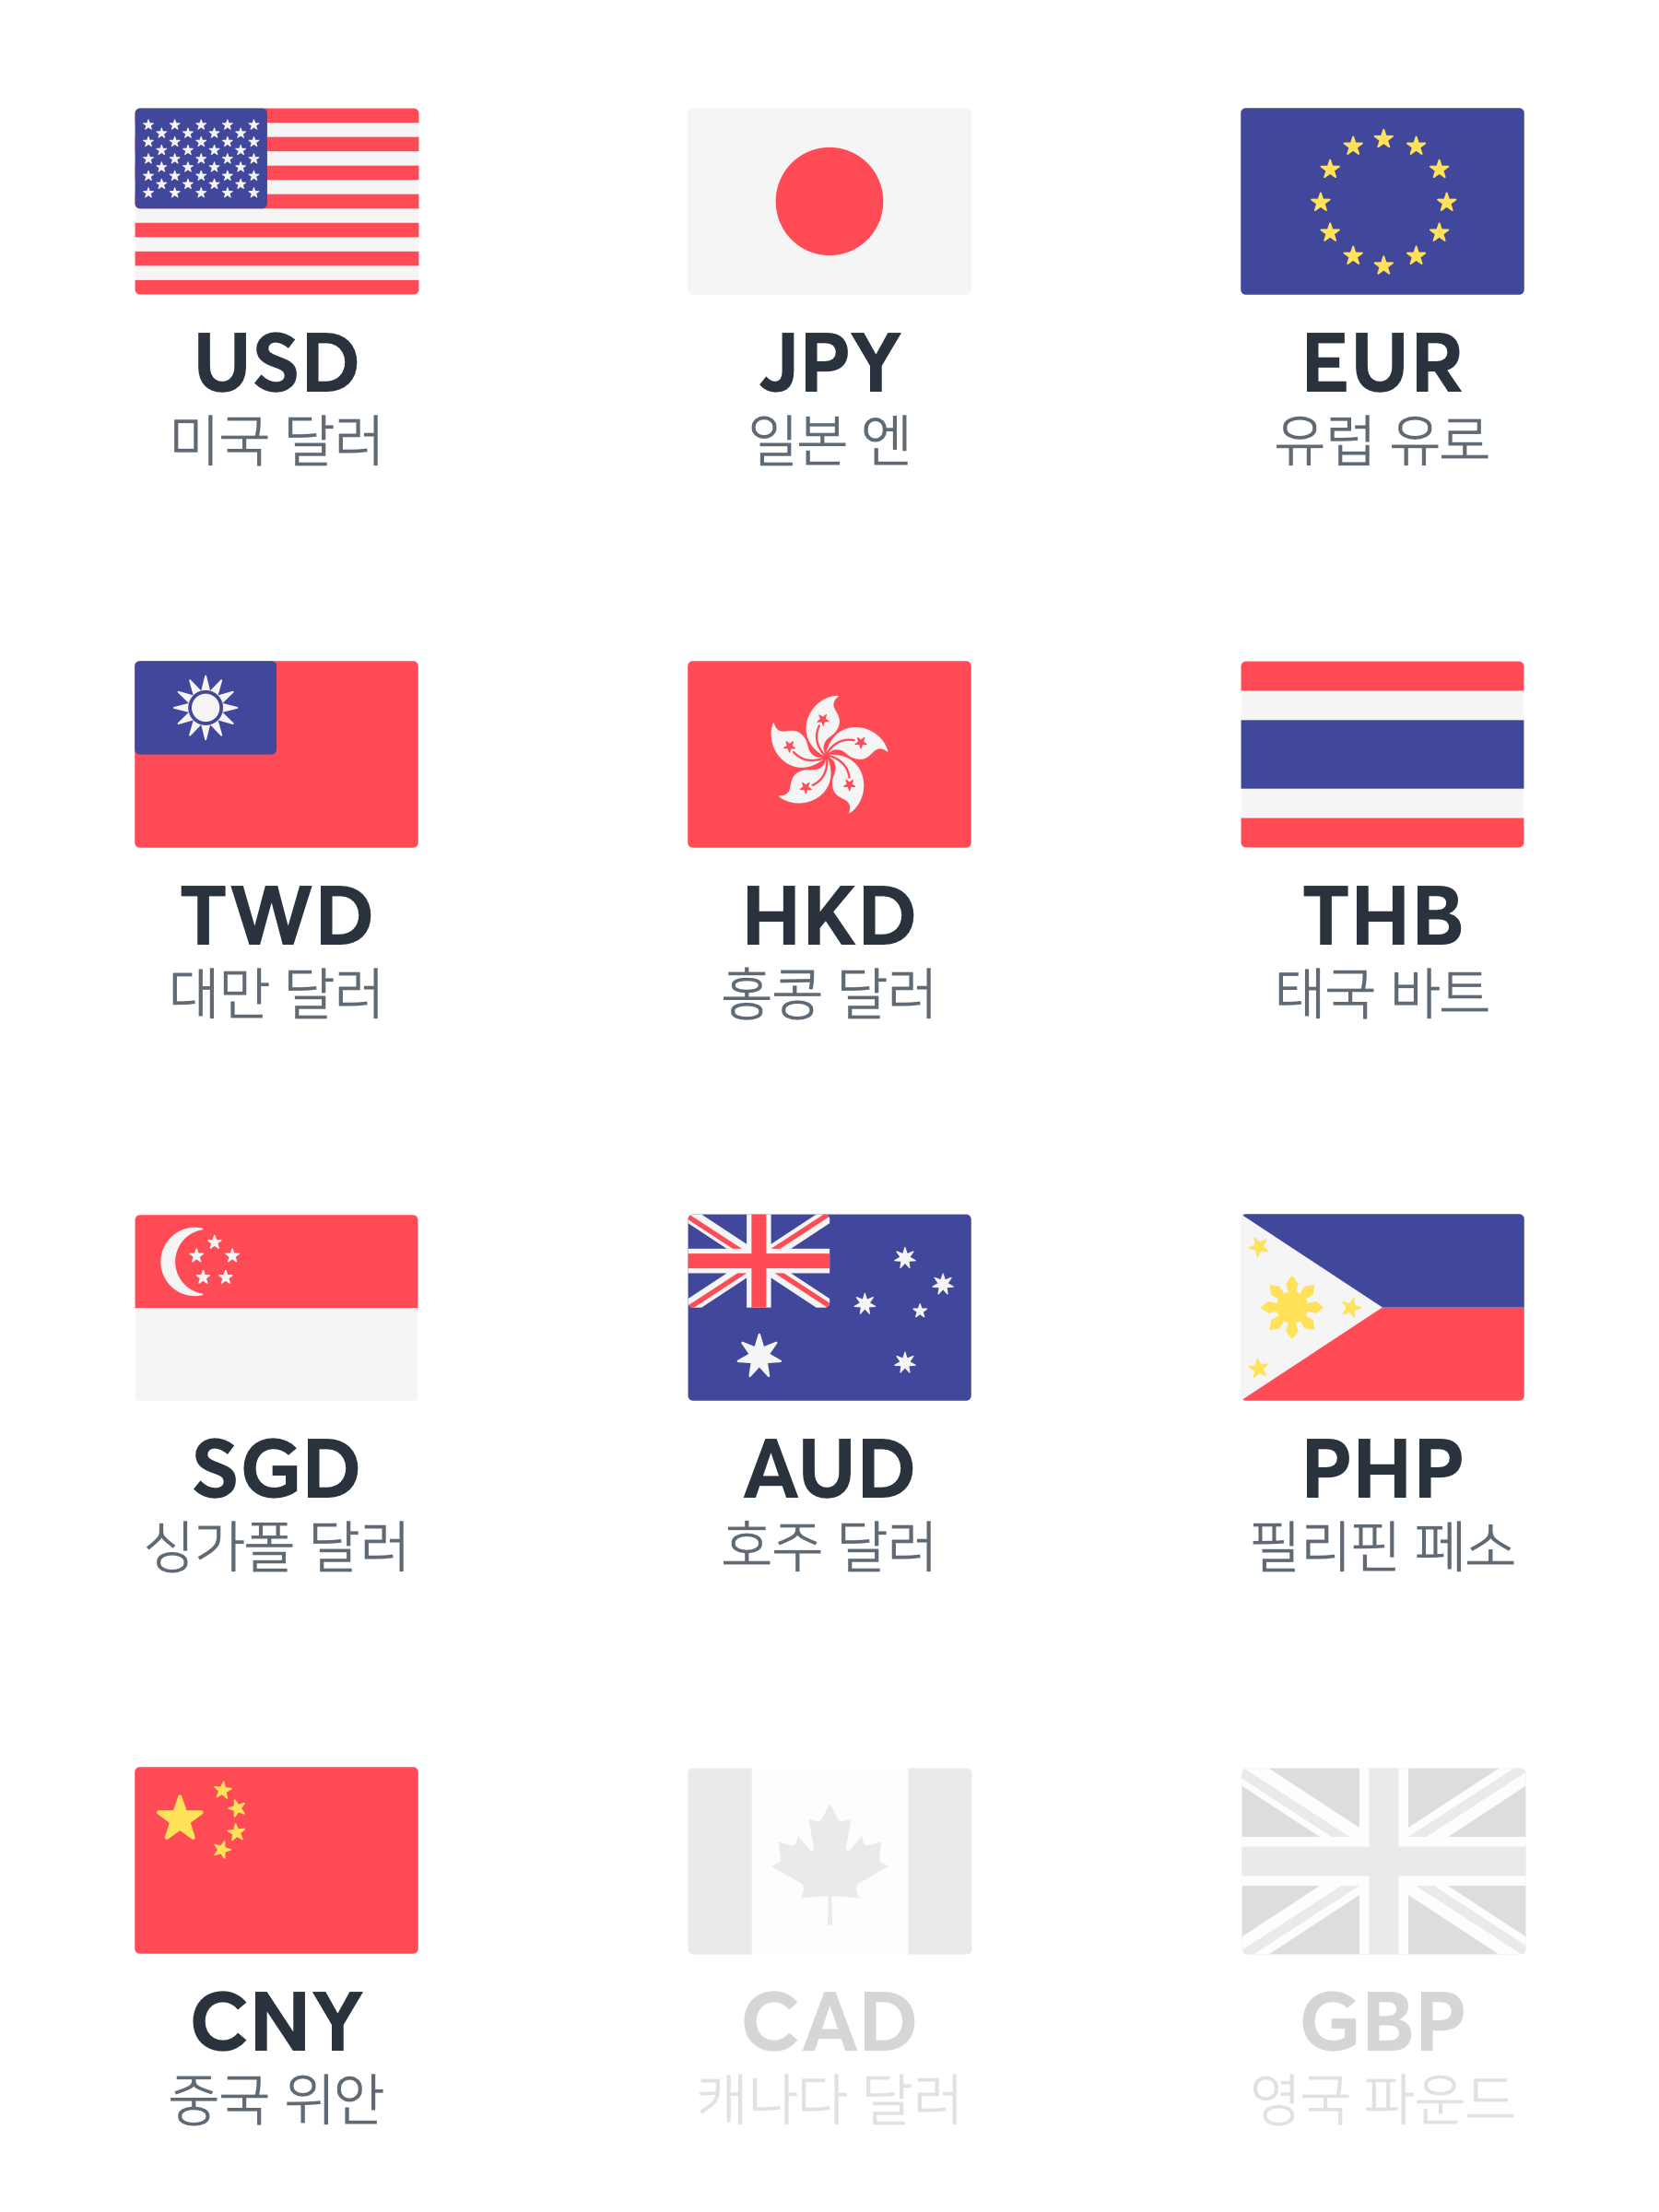 USD
미국 달러
JPY
일본 엔
EUR
유럽 유로
TWD
대만 달러
HKD
홍콩 달러
THB
태국 바트
SGD
싱가폴 달러
AUD
호주 달러
PHP
필리핀 페소
CNY
중국 위안
CAD
캐나다 달러
GBP
영국 파운드